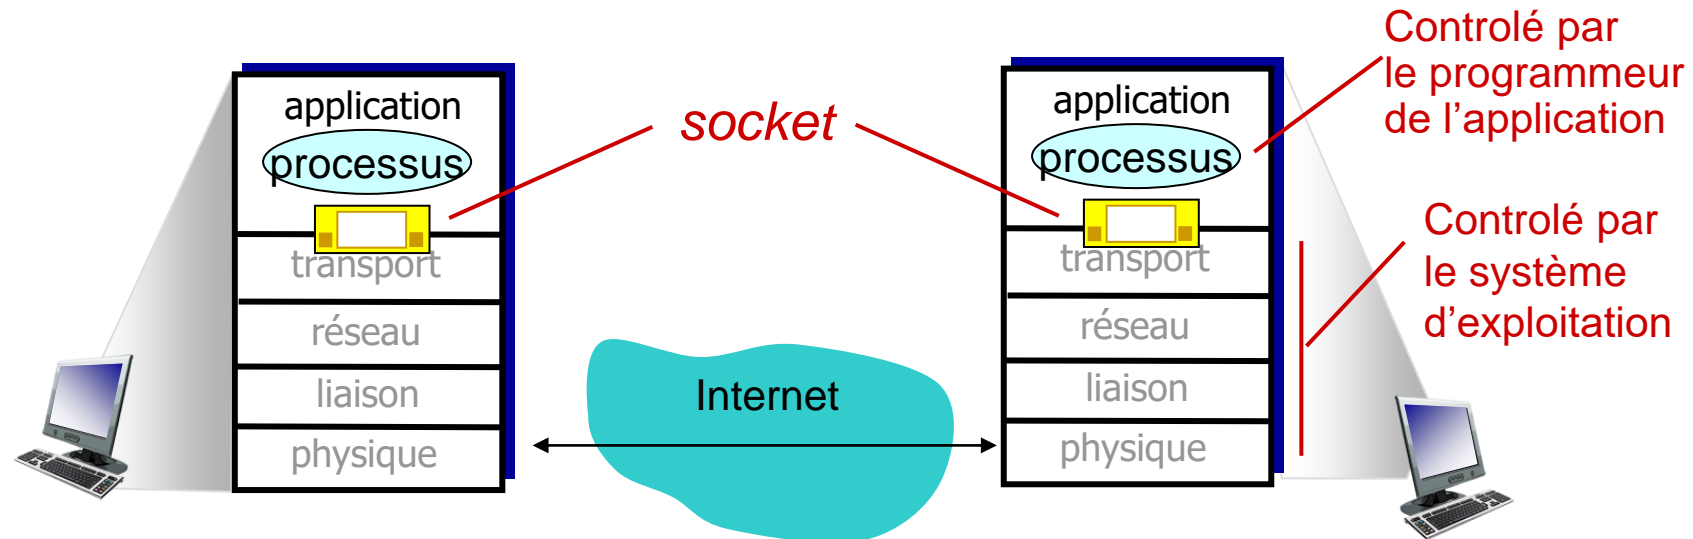 application
processus
transport
réseau
liaison
physique
socket
Internet
application
processus
transport
réseau
liaison
physique
Controlé par
le programmeur
de l’application
Controlé par
le système
d’exploitation